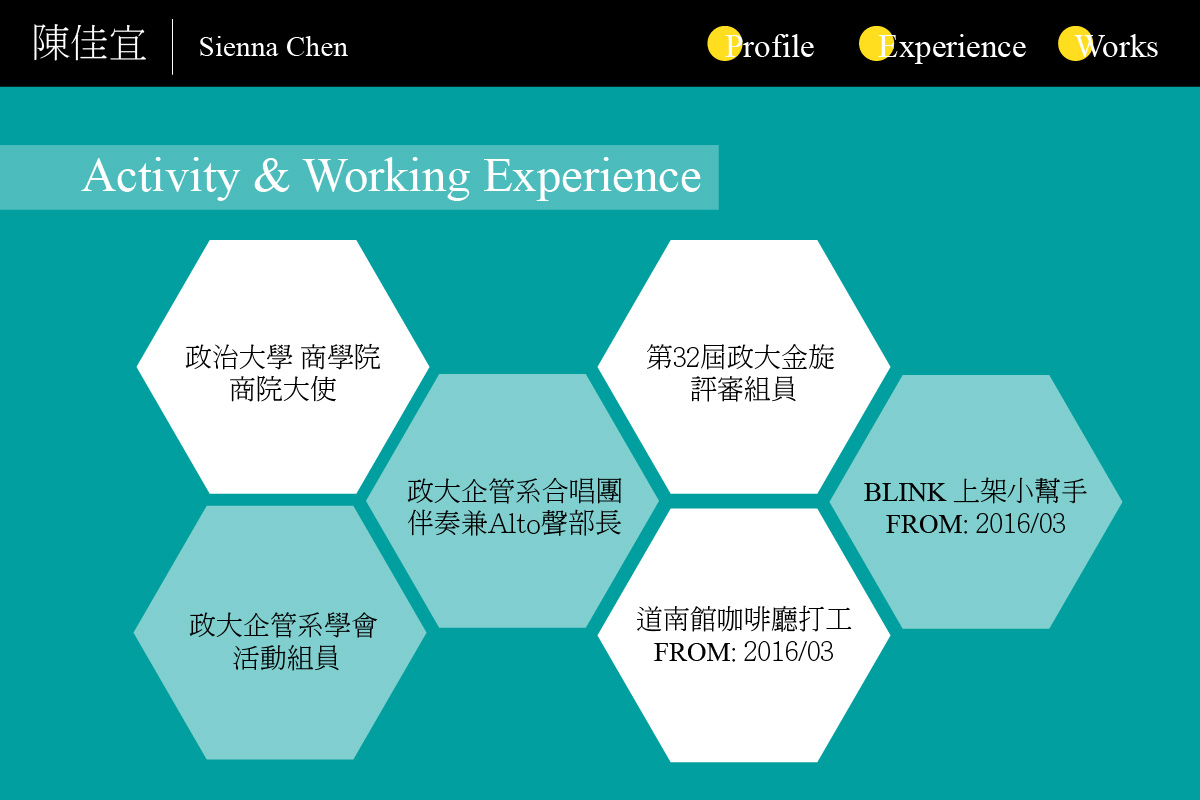 陳佳宜
Sienna Chen
Profile
Experience
Works
Activity & Working Experience
政治大學 商學院
商院大使
第32屆政大金旋
評審組員
政大企管系合唱團
伴奏兼Alto聲部長
BLINK 上架小幫手
FROM: 2016/03
政大企管系學會
活動組員
道南館咖啡廳打工
FROM: 2016/03